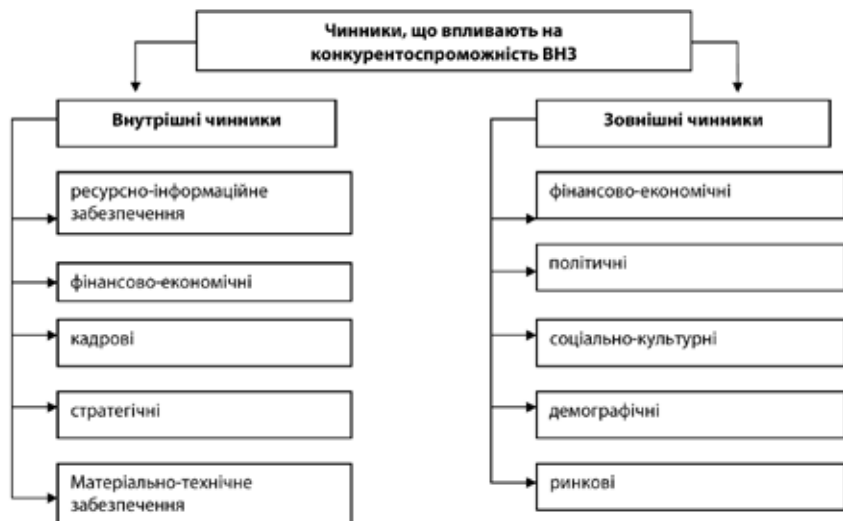 Чинники, що впливають на
конкурентоспроможність ВНЗ
Внутрішні чинники
ресурсно-інформаційне
забезпечення
фінансово-економічні
кадрові
стратегічні
Матеріально-технічне
забезпечення
Зовнішні чинники
фінансово-економічні
політичні
соціально-культурні
демографічні
ринкові